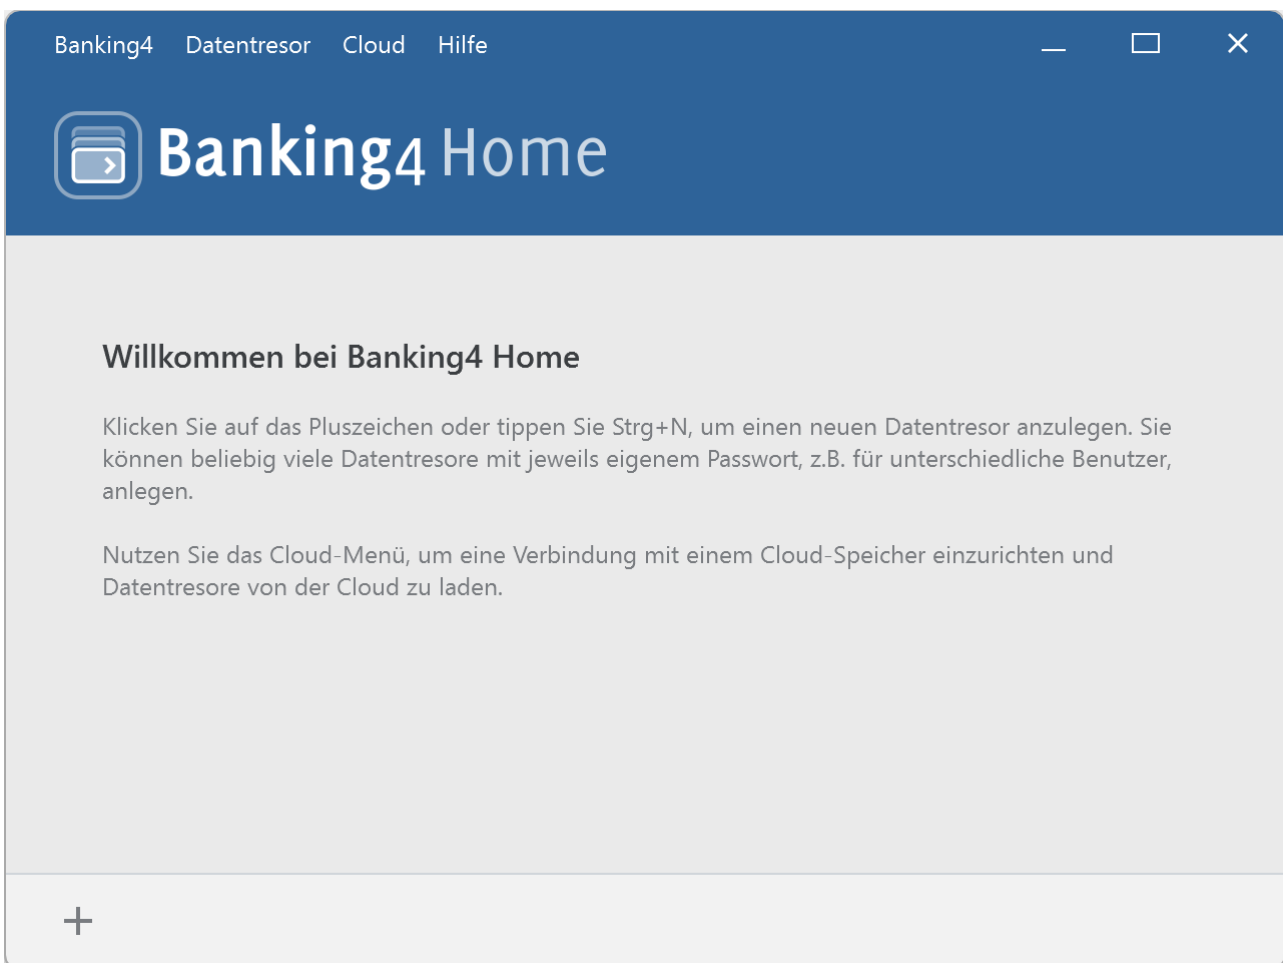 Banking4 Datentresor Cloud Hilfe
Banking4 Home
Willkommen bei Banking4 Home
Klicken Sie auf das Pluszeichen oder tippen Sie Strg+N, um einen neuen Datentresor anzulegen. Sie
können beliebig viele Datentresore mit jeweils eigenem Passwort, z.B. für unterschiedliche Benutzer,
anlegen.
Nutzen Sie das Cloud-Menü, um eine Verbindung mit einem Cloud-Speicher einzurichten und
Datentresore von der Cloud zu laden.